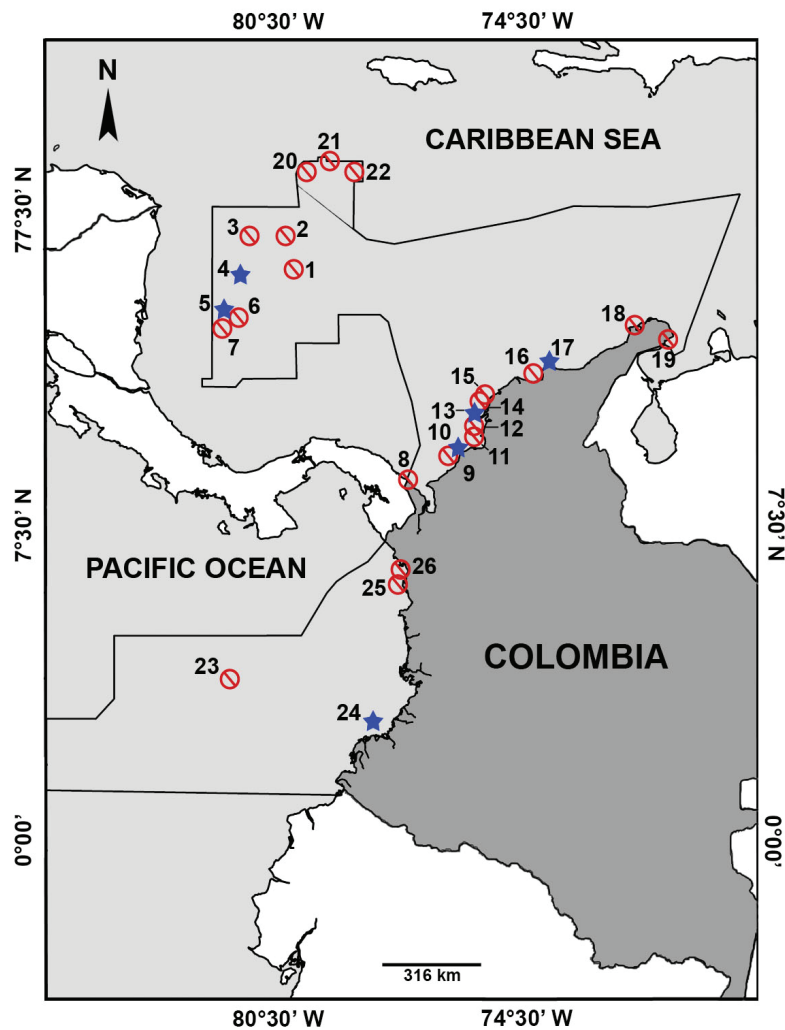 80°30’ W 74°30’ W
N
CARIBBEAN SEA
21
20 22
77°30’ N
3 2
4 1
5 6
7
18
17
16 19
15
13 14
10 12
11
8 9
7°30’ N 7°30’ N
PACIFIC OCEAN
26
25
COLOMBIA
23
24
0°00’ 0°00’
316 km
80°30’ W 74°30’ W